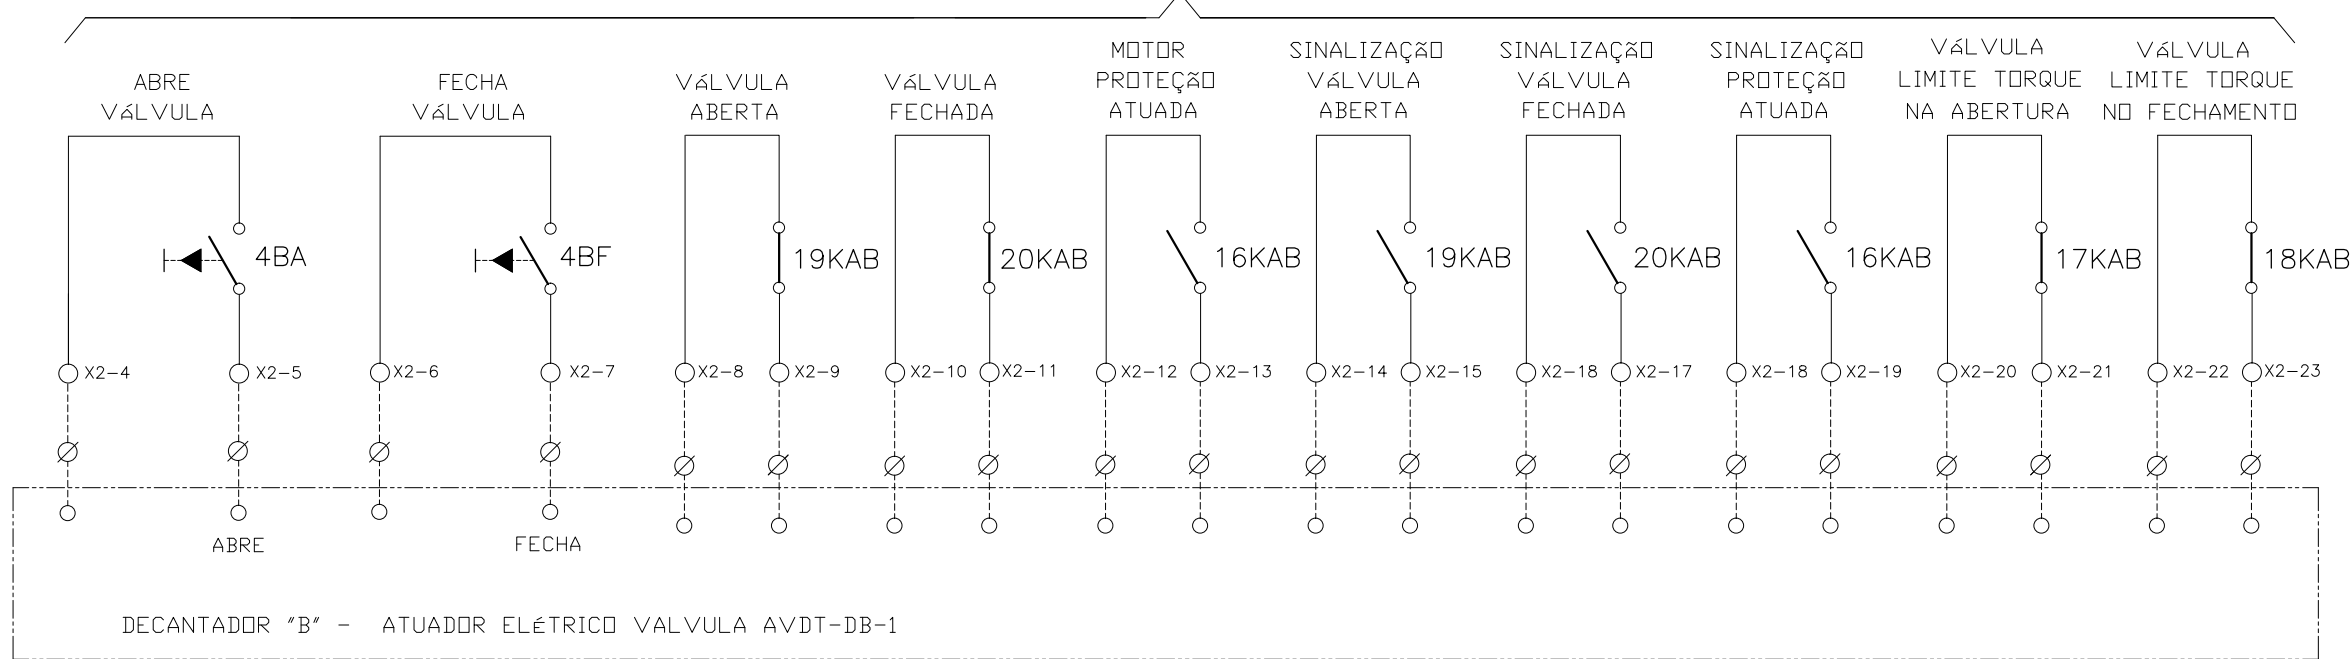 ABRE
VáLVULA
FECHA
VáLVULA
VáLVULA
ABERTA
VáLVULA
FECHADA
MOTOR
PROTEÇãO
ATUADA
SINALIZAÇãO
VáLVULA
ABERTA
SINALIZAÇãO
VáLVULA
FECHADA
SINALIZAÇãO
PROTEÇãO
ATUADA
VáLVULA
LIMITE TORQUE
NA ABERTURA
VáLVULA
LIMITE TORQUE
NO FECHAMENTO
4BA
4BF
19KAB
20KAB
16KAB
19KAB
20KAB
16KAB
17KAB
18KAB
X2-4
X2-5
X2-6
X2-7
X2-8
X2-9
X2-10
X2-11
X2-12
X2-13
X2-14
X2-15
X2-18
X2-17
X2-18
X2-19
X2-20
X2-21
X2-22
X2-23
ABRE
FECHA
DECANTADOR "B" - ATUADOR ELéTRICO VALVULA AVDT-DB-1